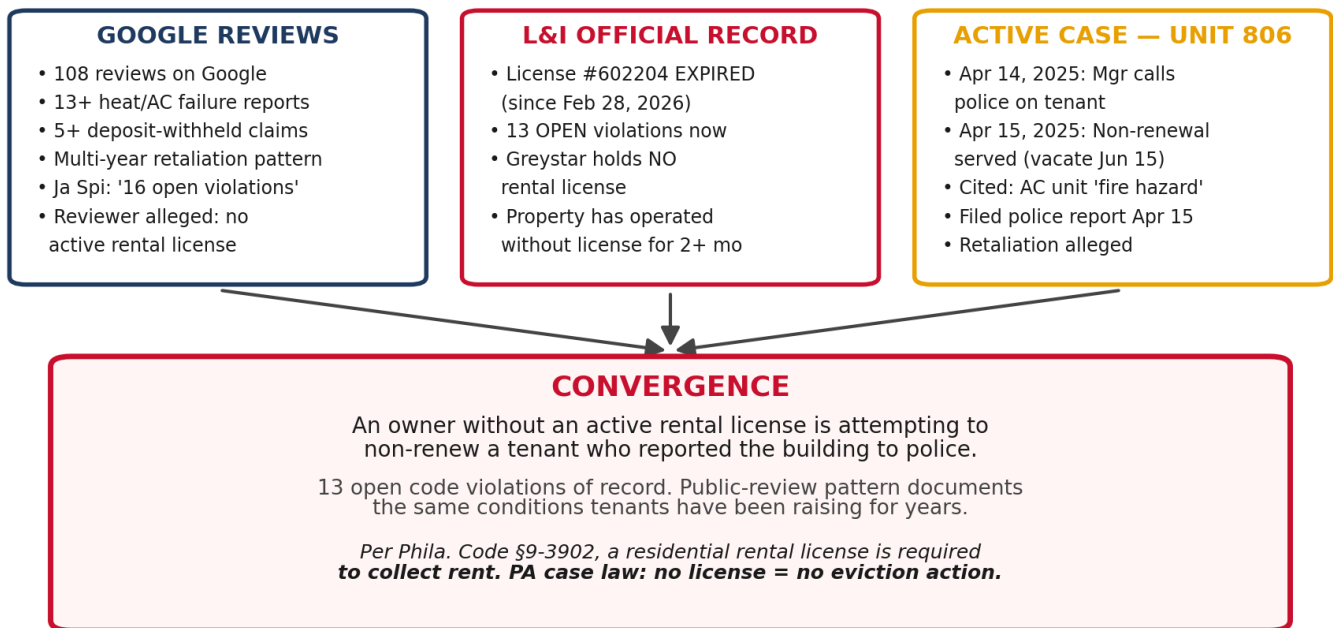 GOOGLE REVIEWS
• 108 reviews on Google
• 13+ heat/AC failure reports
• 5+ deposit-withheld claims
• Multi-year retaliation pattern
• Ja Spi: '16 open violations'
• Reviewer alleged: no
active rental license
L&I OFFICIAL RECORD
• License #602204 EXPIRED
(since Feb 28, 2026)
• 13 OPEN violations now
• Greystar holds NO
rental license
• Property has operated
without license for 2+ mo
ACTIVE CASE — UNIT 806
• Apr 14, 2025: Mgr calls
police on tenant
• Apr 15, 2025: Non-renewal
served (vacate Jun 15)
• Cited: AC unit 'fire hazard'
• Filed police report Apr 15
• Retaliation alleged
CONVERGENCE
An owner without an active rental license is attempting to
non-renew a tenant who reported the building to police.
13 open code violations of record. Public-review pattern documents
the same conditions tenants have been raising for years.
Per Phila. Code §9-3902, a residential rental license is required
to collect rent. PA case law: no license = no eviction action.